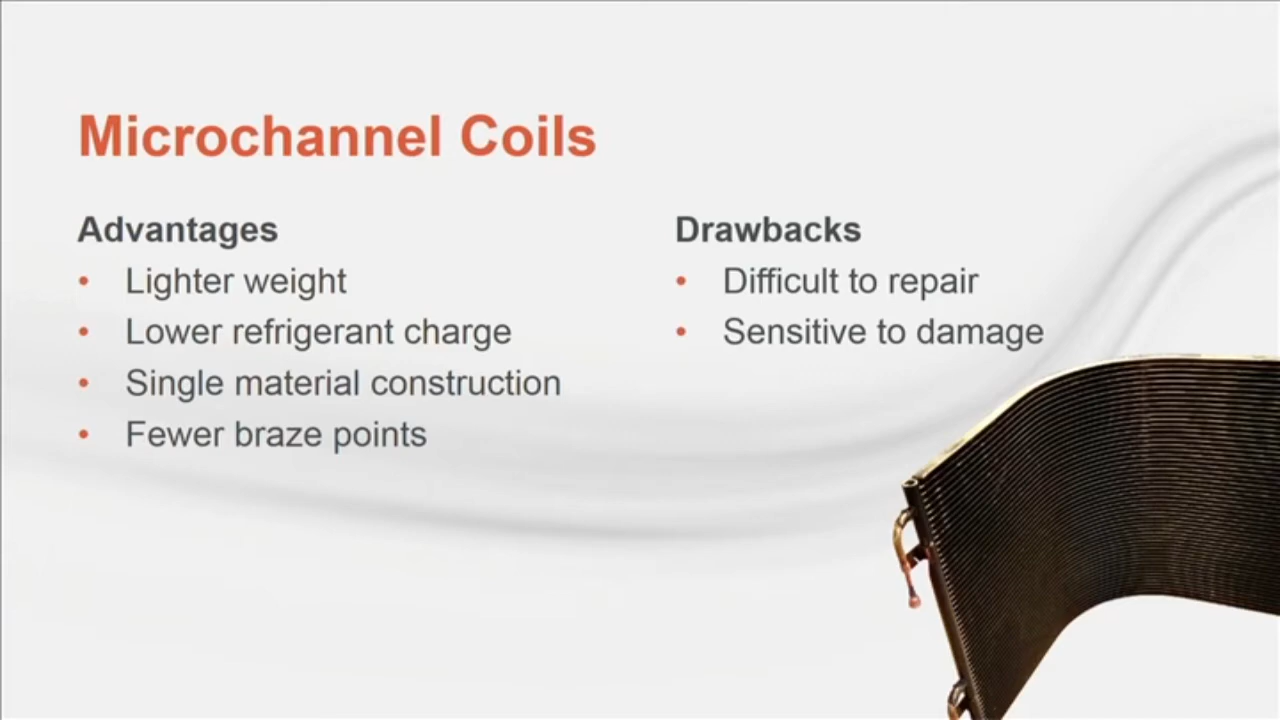 Microchannel Coils
Advantages
• Lighter weight
• Lower refrigerant charge
• Single material construction
• Fewer braze points
Drawbacks
• Difficult to repair
• Sensitive to damage